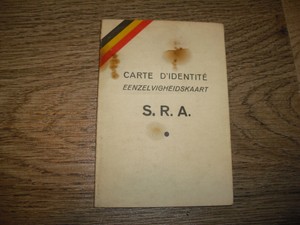 CARTE D'IDENTITÉ
EENZELVIGHEIDSKAART
S. R. A.